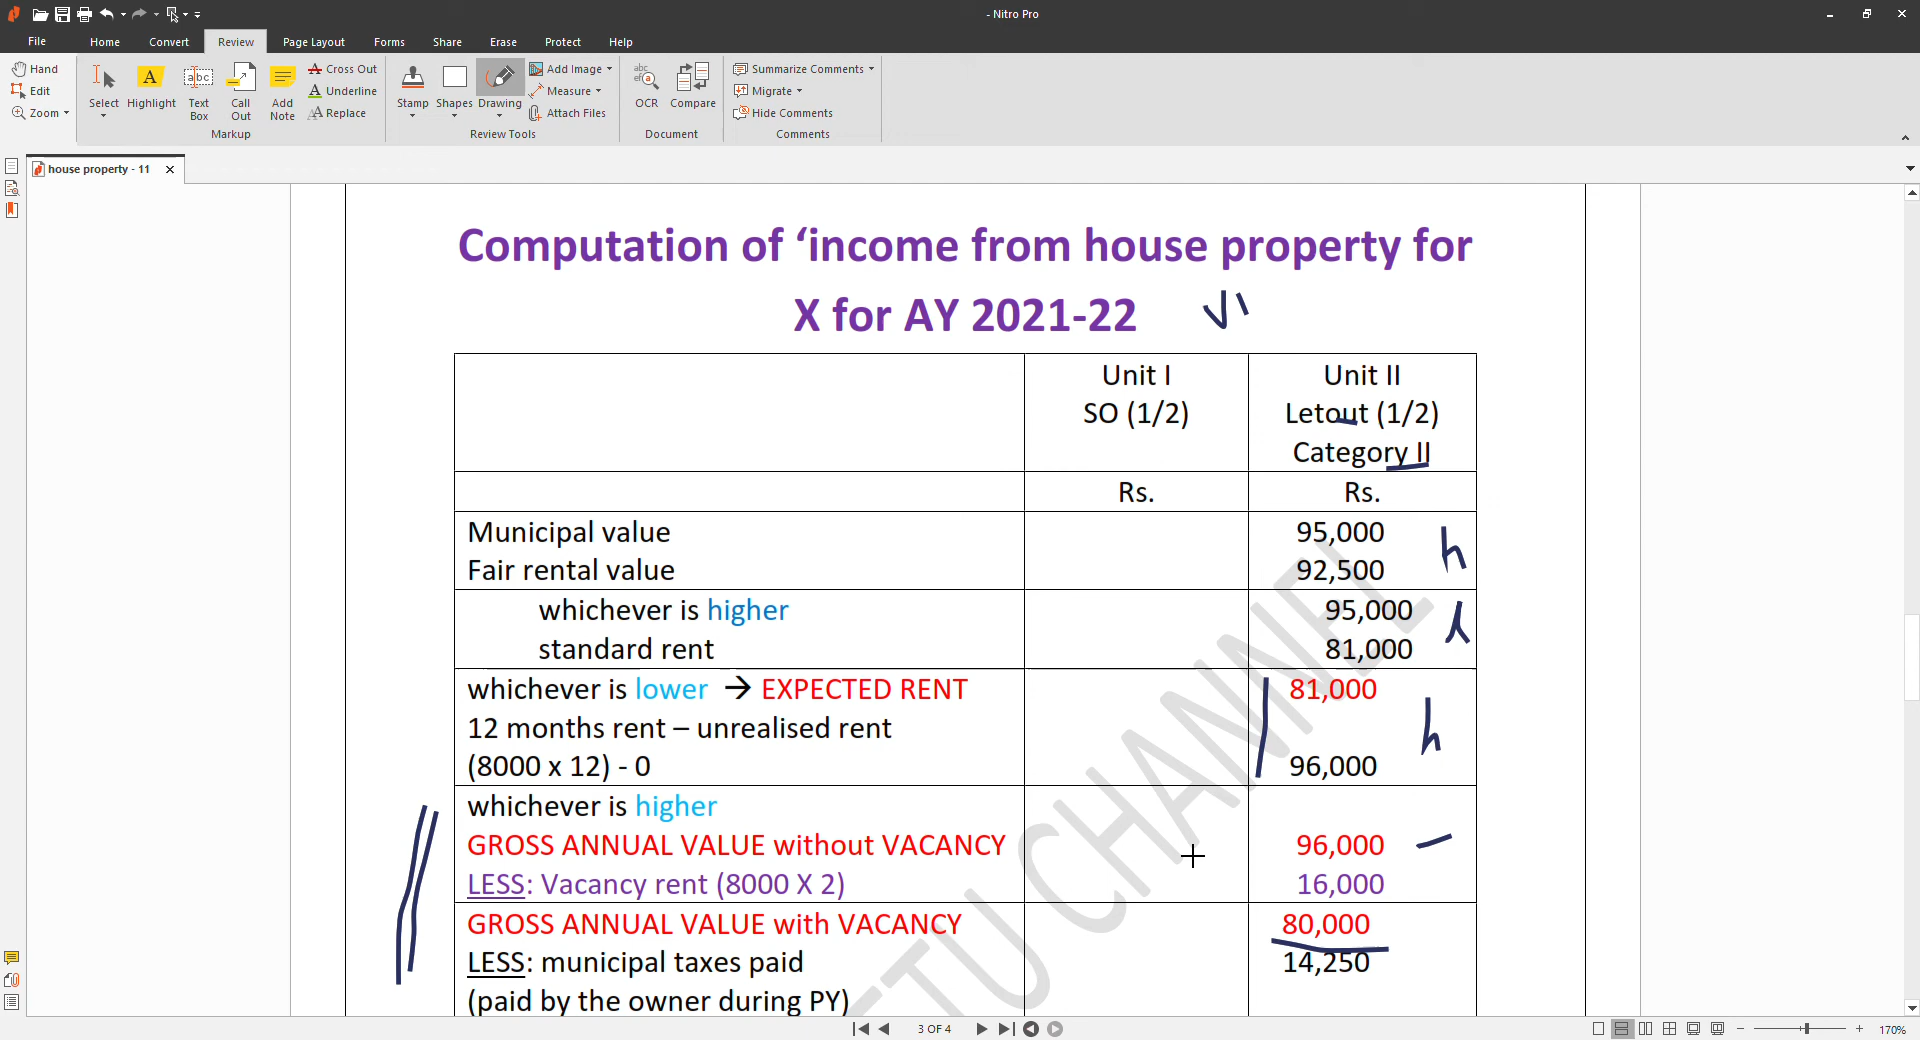 - Nitro Pro
File Home Convert Review Page Layout Forms Share Erase Protect Help
Hand
Edit
Zoom
Select
Highlight
Text Box
Call Out
Add Note
Cross Out
Underline
Replace
Markup
Stamp
Shapes
Drawing
Add Image
Measure
Attach Files
Review Tools
OCR
Compare
Document
Summarize Comments
Migrate
Hide Comments
Comments
house property - 11
Computation of ‘income from house property for
X for AY 2021-22
Unit I Unit II
SO (1/2) Letout (1/2)
Category II
Rs. Rs.
Municipal value 95,000
h
Fair rental value 92,500
whichever is higher 95,000
standard rent 81,000
whichever is lower → EXPECTED RENT 81,000
12 months rent – unrealised rent
h
(8000 x 12) - 0 96,000
whichever is higher
GROSS ANNUAL VALUE without VACANCY 96,000
LESS: Vacancy rent (8000 X 2) 16,000
GROSS ANNUAL VALUE with VACANCY 80,000
LESS: municipal taxes paid 14,250
(paid by the owner during PY)
TU CHANNEL
3 OF 4
170%